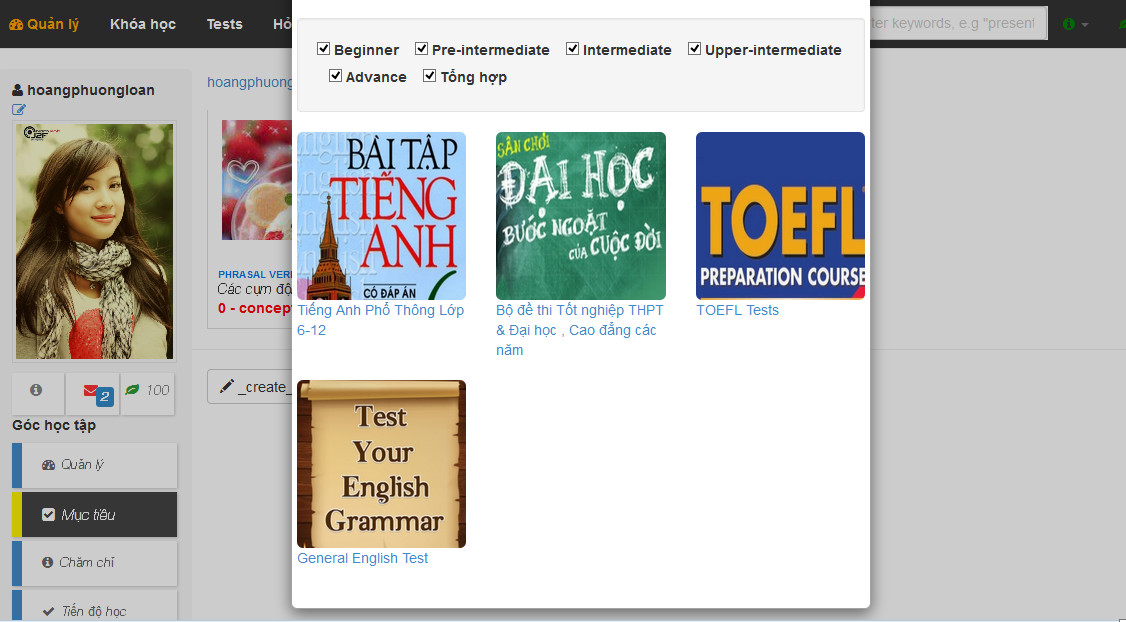 Quản lý
Khóa học
Tests
ter keywords, e.g "present
hoangphuongloan
100
2
Góc học tập
Quản lý
Mục tiêu
Chăm chỉ
Tiến độ học
hoangphuong
PHRASAL VER
Các cụm độ
0 - concept
_create_
Beginner
Pre-intermediate
Intermediate
Upper-intermediate
Advance
Tổng hợp
BÀI TẬP
TIẾNG
ANH
CÓ ĐÁP ÁN
Tiếng Anh Phổ Thông Lớp
6-12
SÂN CHƠI
ĐẠI HỌC
BƯỚC NGOẶT
CỦA CUỘC ĐỜI
Bộ đề thi Tốt nghiệp THPT
& Đại học , Cao đẳng các
năm
TOEFL
PREPARATION COURSE
TOEFL Tests
Test
Your
English
Grammar
General English Test